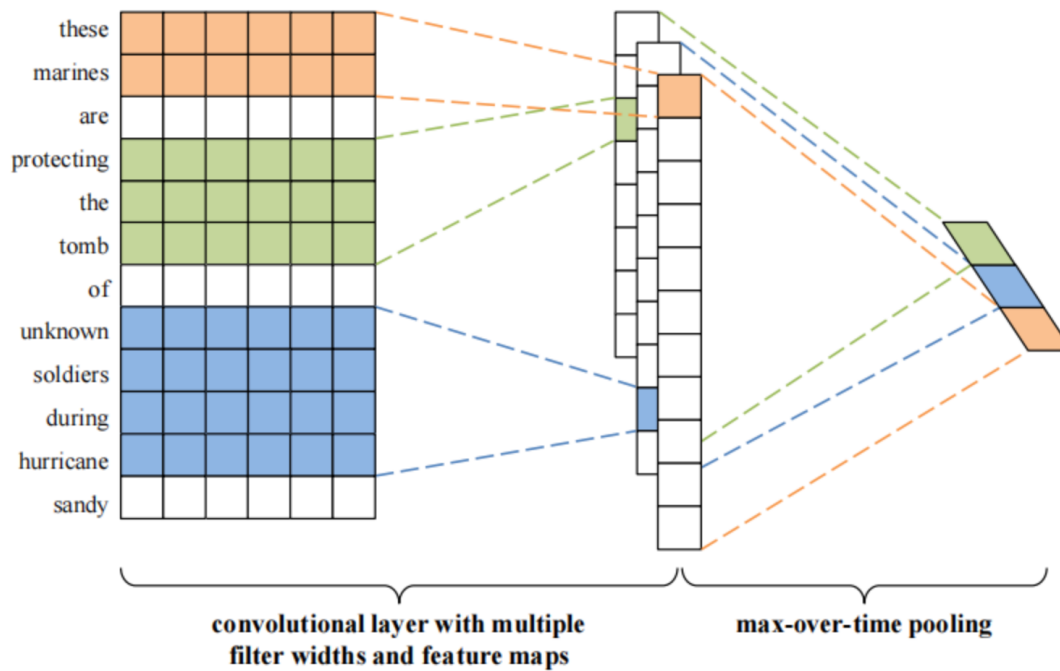 these
marines
are
protecting
the
tomb
of
unknown
soldiers
during
hurricane
sandy
convolutional layer with multiple
filter widths and feature maps
max-over-time pooling